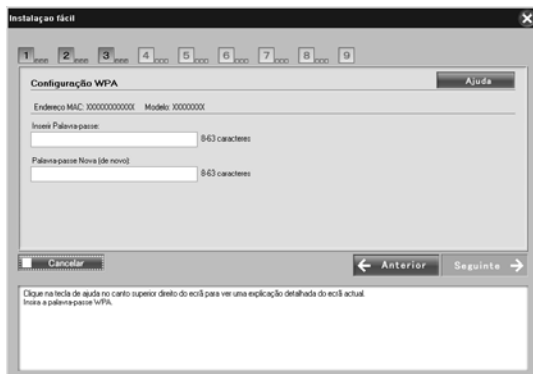 Instalaçao fácil
1 2 3 4 5 6 7 8 9
Configuração WPA
Ajuda
Endereço MAC: XXXXXXXXXXXX Modelo: XXXXXXXX
Inserir Palavra-passe:
8-63 caracteres
Palavra-passe Nova (de novo):
8-63 caracteres
Cancelar
Anterior
Seguinte
Clique na tecla de ajuda no canto superior direito do ecrã para ver uma explicação detalhada do ecrã actual.
Insira a palavra-passe WPA.